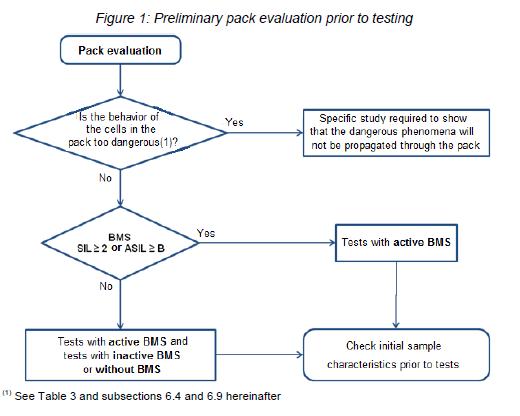 Figure 1: Preliminary pack evaluation prior to testing
Pack evaluation
Is the behavior of
the cells in the
pack too dangerous(1)?
Yes
Specific study required to show
that the dangerous phenomena will
not be propagated through the pack
No
BMS
SIL ≥ 2 or ASIL ≥ B
Yes
Tests with active BMS
No
Tests with active BMS and
tests with inactive BMS
or without BMS
Check initial sample
characteristics prior to tests
(1) See Table 3 and subsections 6.4 and 6.9 hereinafter